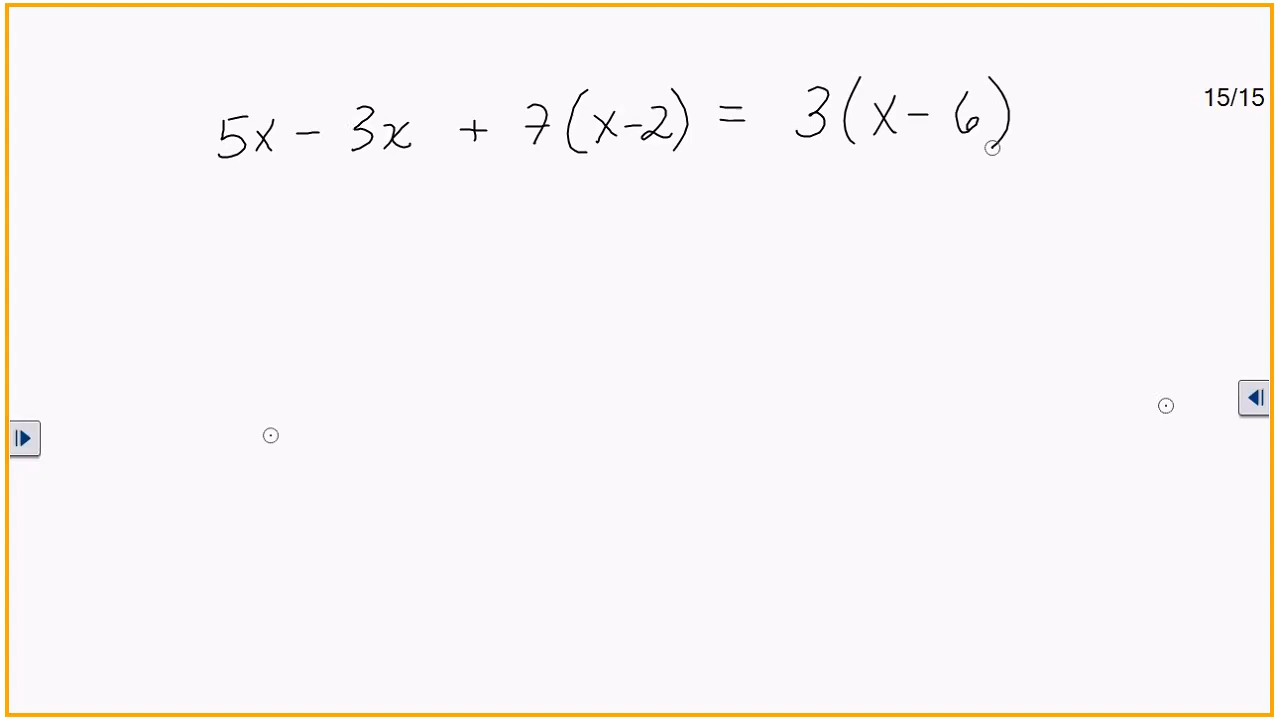 5x - 3x + 7(x-2) = 3(x-6)
15/15